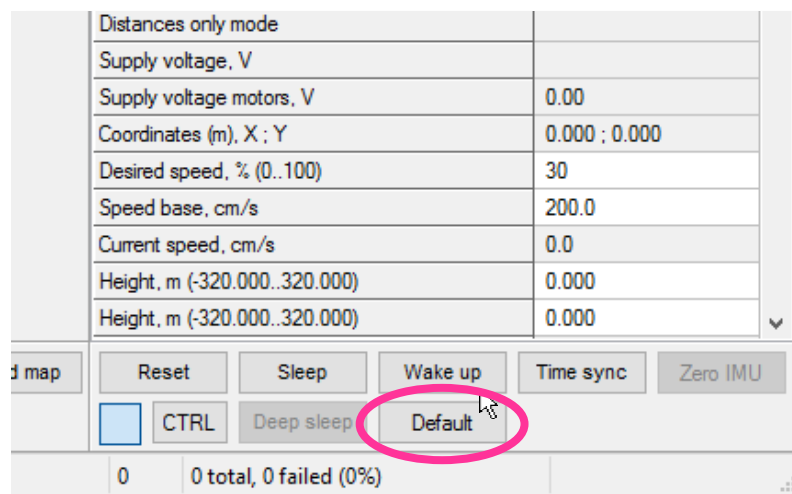 Distances only mode
Supply voltage, V
Supply voltage motors, V 0.00
Coordinates (m), X ; Y 0.000 ; 0.000
Desired speed, % (0..100) 30
Speed base, cm/s 200.0
Current speed, cm/s 0.0
Height, m (-320.000..320.000) 0.000
Height, m (-320.000..320.000) 0.000
map Reset Sleep Wake up Time sync Zero IMU
CTRL Deep sleep Default
0 0 total, 0 failed (0%)